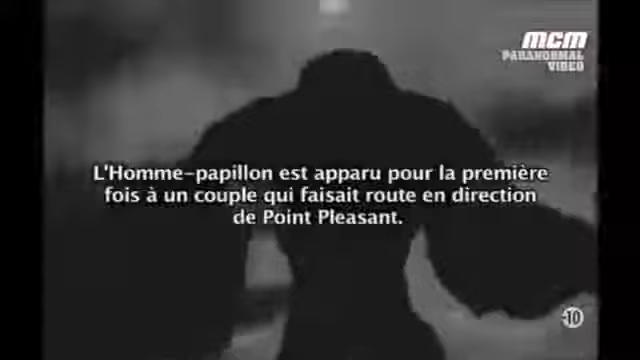 mcm
PARANORMAL
VIDEO
L'Homme-papillon est apparu pour la première
fois à un couple qui faisait route en direction
de Point Pleasant.
-10